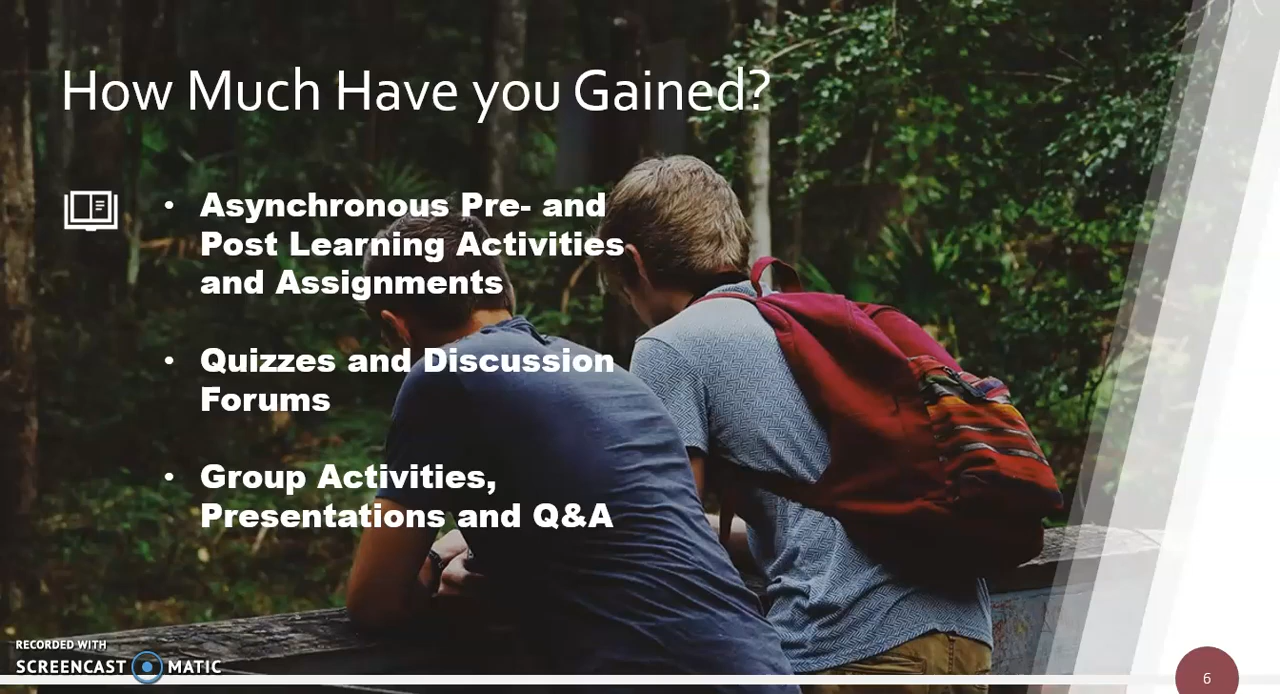 How Much Have you Gained?
• Asynchronous Pre- and
Post Learning Activities
and Assignments
• Quizzes and Discussion
Forums
• Group Activities,
Presentations and Q&A
RECORDED WITH
SCREENCAST MATIC
6